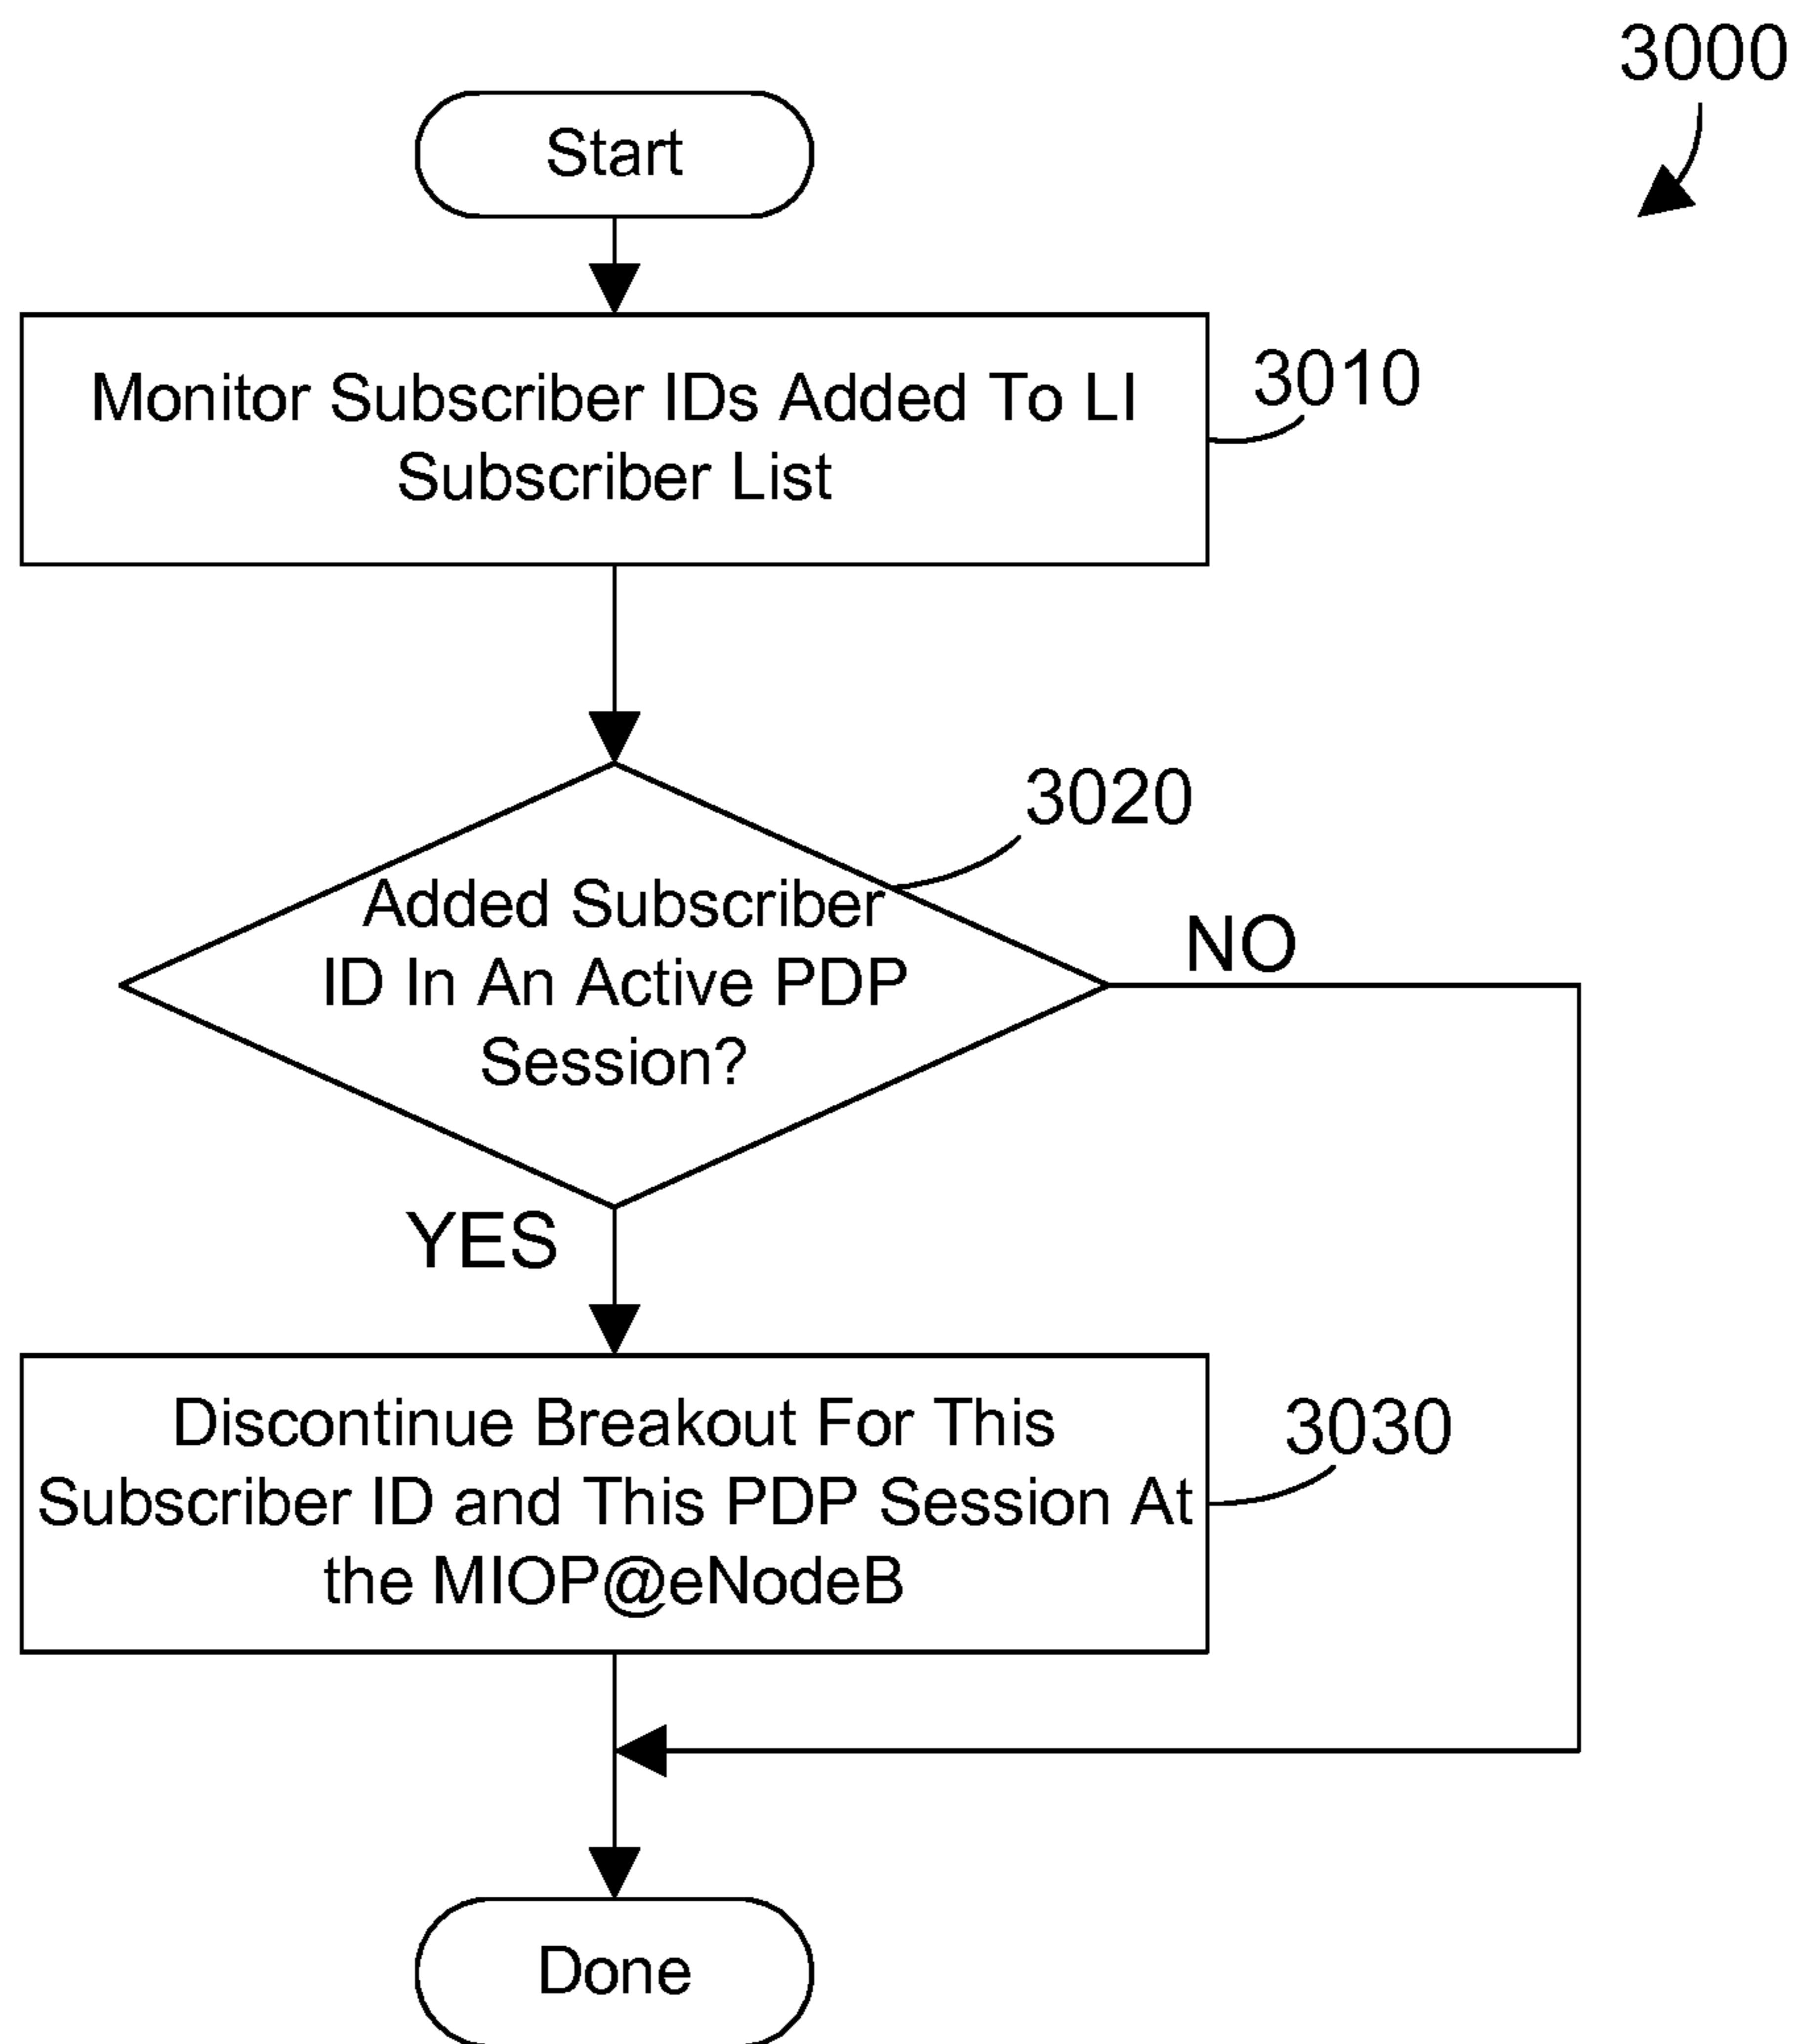 3000
Start
Monitor Subscriber IDs Added To LI
Subscriber List
3010
3020
Added Subscriber
ID In An Active PDP
Session?
NO
YES
Discontinue Breakout For This
Subscriber ID and This PDP Session At
the MIOP@eNodeB
3030
Done